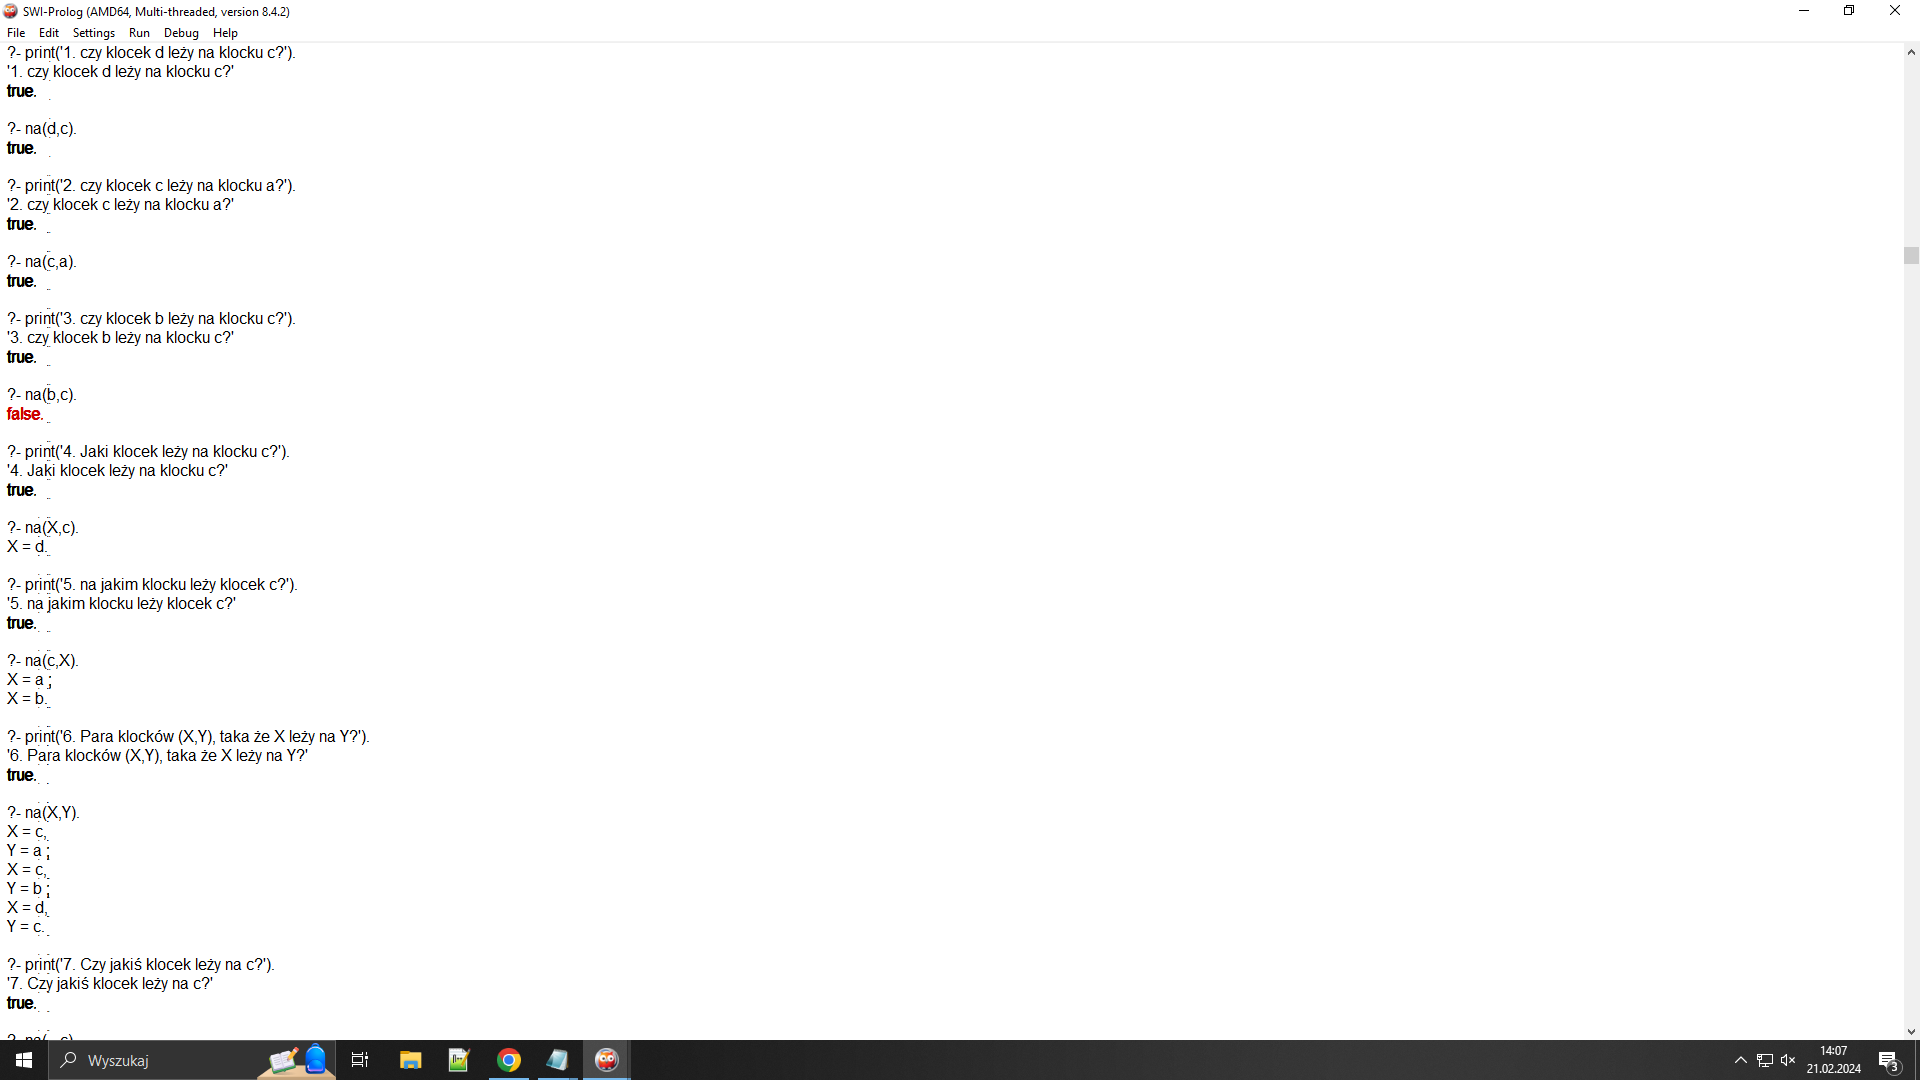 SWI-Prolog (AMD64, Multi-threaded, version 8.4.2)
File Edit Settings Run Debug Help
?- print('1. czy klocek d leży na klocku c?').
'1. czy klocek d leży na klocku c?'
true.
?- na(d,c).
true.
?- print('2. czy klocek c leży na klocku a?').
'2. czy klocek c leży na klocku a?'
true.
?- na(c,a).
true.
?- print('3. czy klocek b leży na klocku c?').
'3. czy klocek b leży na klocku c?'
true.
?- na(b,c).
false.
?- print('4. Jaki klocek leży na klocku c?').
'4. Jaki klocek leży na klocku c?'
true.
?- na(X,c).
X = d.
?- print('5. na jakim klocku leży klocek c?').
'5. na jakim klocku leży klocek c?'
true.
?- na(c,X).
X = a ;
X = b.
?- print('6. Para klocków (X,Y), taka że X leży na Y?').
'6. Para klocków (X,Y), taka że X leży na Y?'
true.
?- na(X,Y).
X = c,
Y = a ;
X = c,
Y = b ;
X = d,
Y = c.
?- print('7. Czy jakiś klocek leży na c?').
'7. Czy jakiś klocek leży na c?'
true.
?- na(_,c).
Wyszukaj
14:07
21.02.2024
3